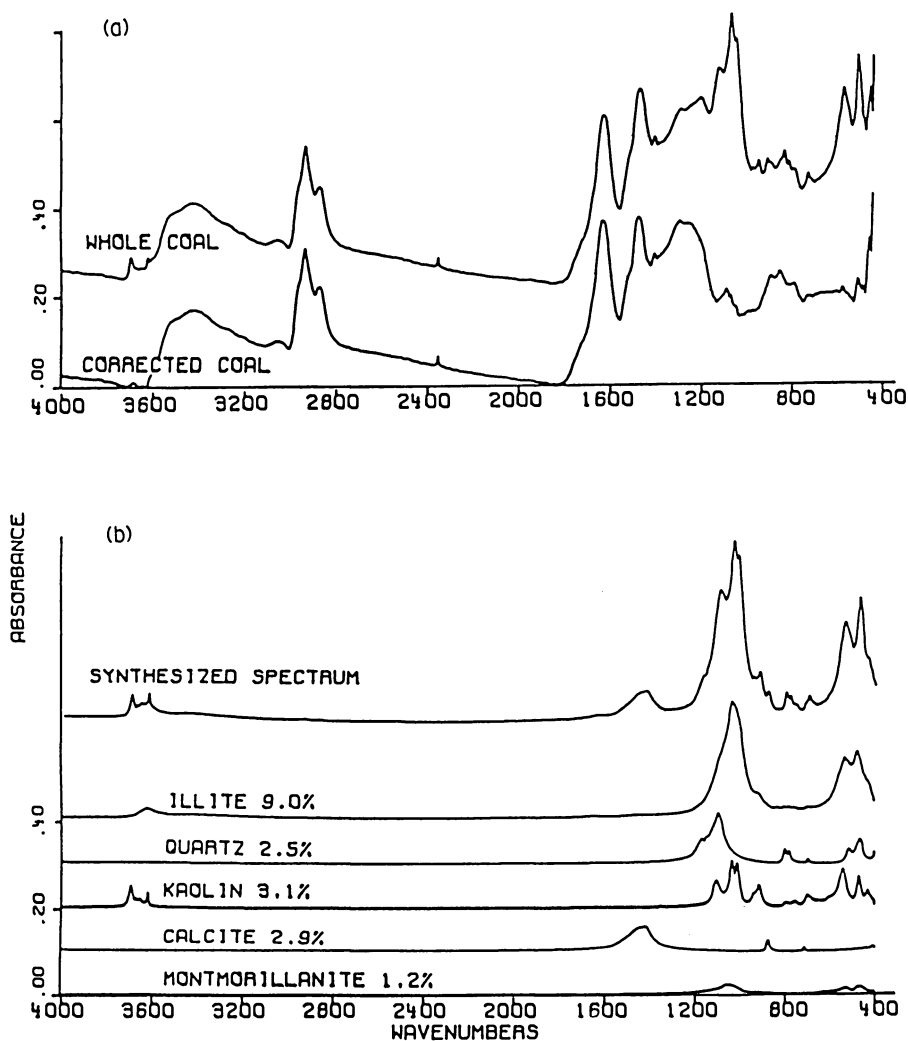 (a)
.40
WHOLE COAL
.20
CORRECTED COAL
.00
4000 3600 3200 2800 2400 2000 1600 1200 800 400
(b)
ABSORBANCE
SYNTHESIZED SPECTRUM
ILLITE 9.0%
.40
QUARTZ 2.5%
KAOLIN 3.1%
.20
CALCITE 2.9%
MONTMORILLANITE 1.2%
.00
4000 3600 3200 2800 2400 2000 1600 1200 800 400
WAVENUMBERS